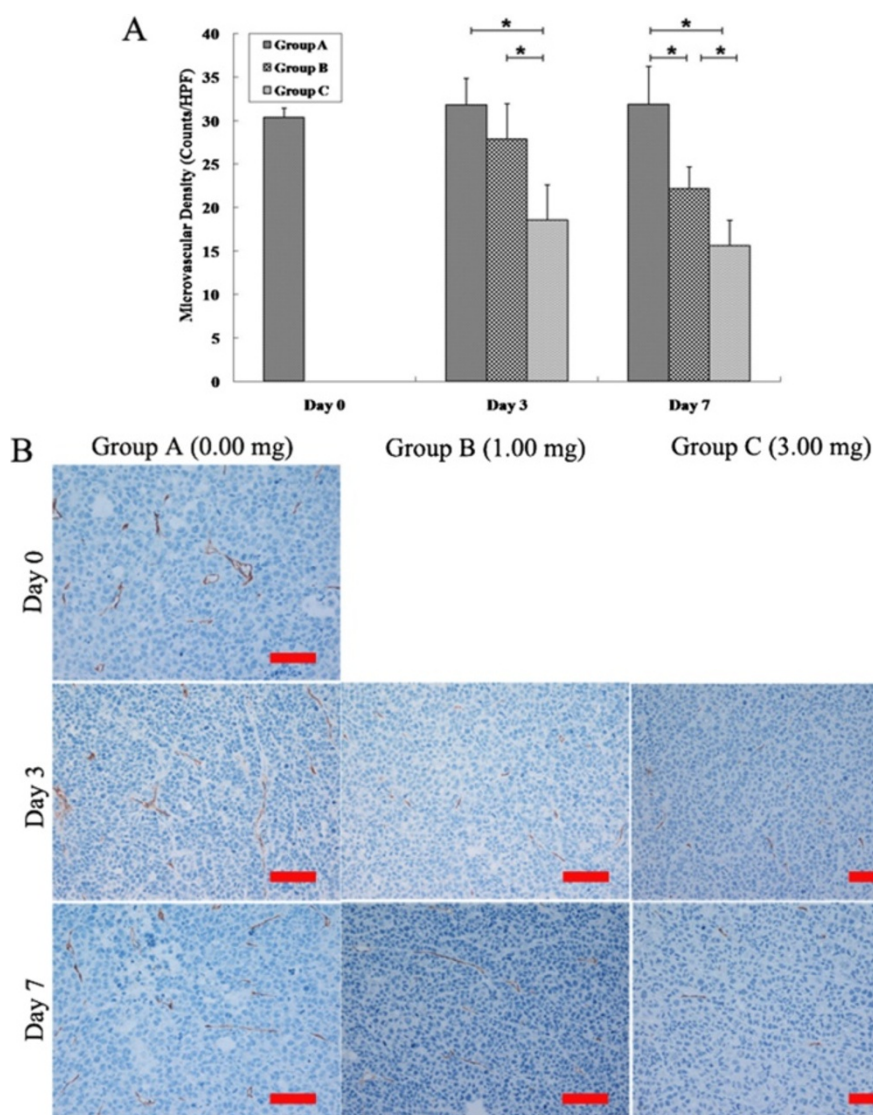 A
Microvascular Density (Counts/HPF)
40
35
30
25
20
15
10
5
0
Group A
Group B
Group C
*
*
*
*
*
Day 0
Day 3
Day 7
B
Group A (0.00 mg)
Group B (1.00 mg)
Group C (3.00 mg)
Day 0
Day 3
Day 7